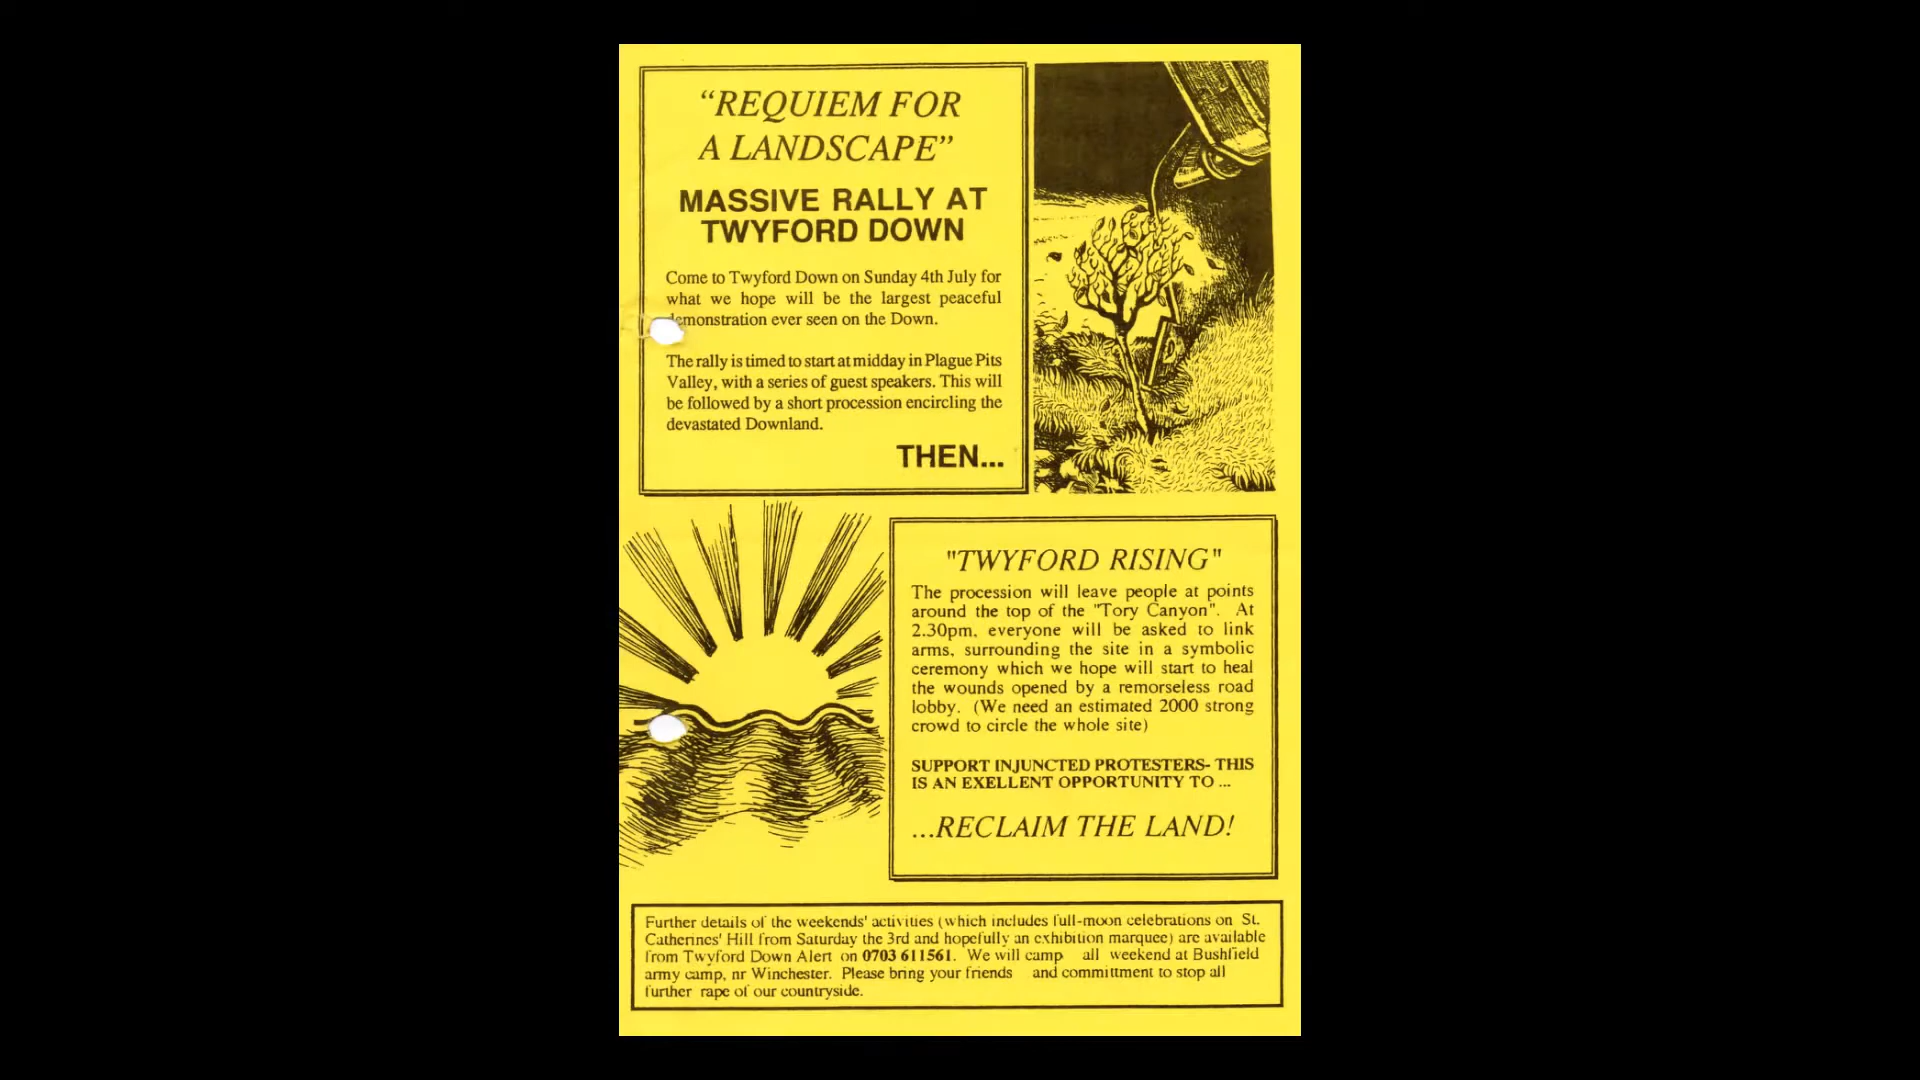 “REQUIEM FOR
A LANDSCAPE”
MASSIVE RALLY AT
TWYFORD DOWN
Come to Twyford Down on Sunday 4th July for
what we hope will be the largest peaceful
demonstration ever seen on the Down.
The rally is timed to start at midday in Plague Pits
Valley, with a series of guest speakers. This will
be followed by a short procession encircling the
devastated Downland.
THEN...
"TWYFORD RISING"
The procession will leave people at points
around the top of the "Tory Canyon". At
2.30pm, everyone will be asked to link
arms, surrounding the site in a symbolic
ceremony which we hope will start to heal
the wounds opened by a remorseless road
lobby. (We need an estimated 2000 strong
crowd to circle the whole site)
SUPPORT INJUNCTED PROTESTERS- THIS
IS AN EXELLENT OPPORTUNITY TO ...
...RECLAIM THE LAND!
Further details of the weekends' activities (which includes full-moon celebrations on St.
Catherines' Hill from Saturday the 3rd and hopefully an exhibition marquee) are available
from Twyford Down Alert on 0703 611561. We will camp all weekend at Bushfield
army camp, nr Winchester. Please bring your friends and committment to stop all
further rape of our countryside.